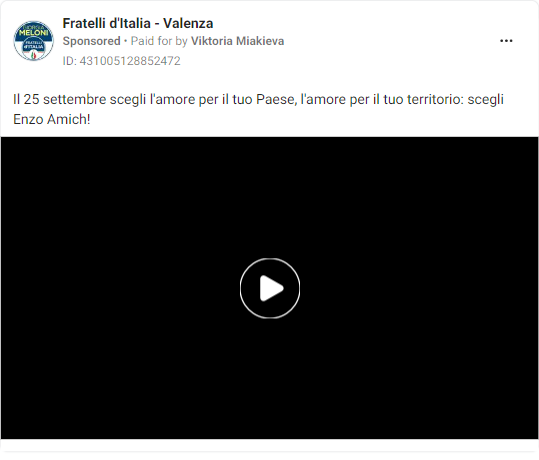 GIORGIA
MELONI
FRATELLI
d'ITALIA
Fratelli d'Italia - Valenza
Sponsored • Paid for by Viktoria Miakieva
ID: 431005128852472
Il 25 settembre scegli l'amore per il tuo Paese, l'amore per il tuo territorio: scegli
Enzo Amich!